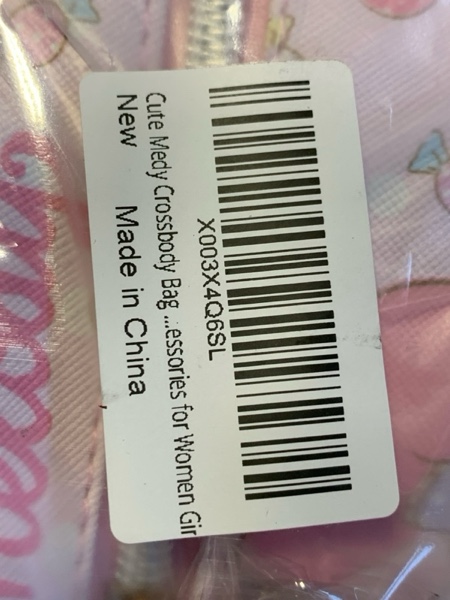 X003X4Q6SL
Cute Medy Crossbody Bag ...essories for Women Gir
New Made in China